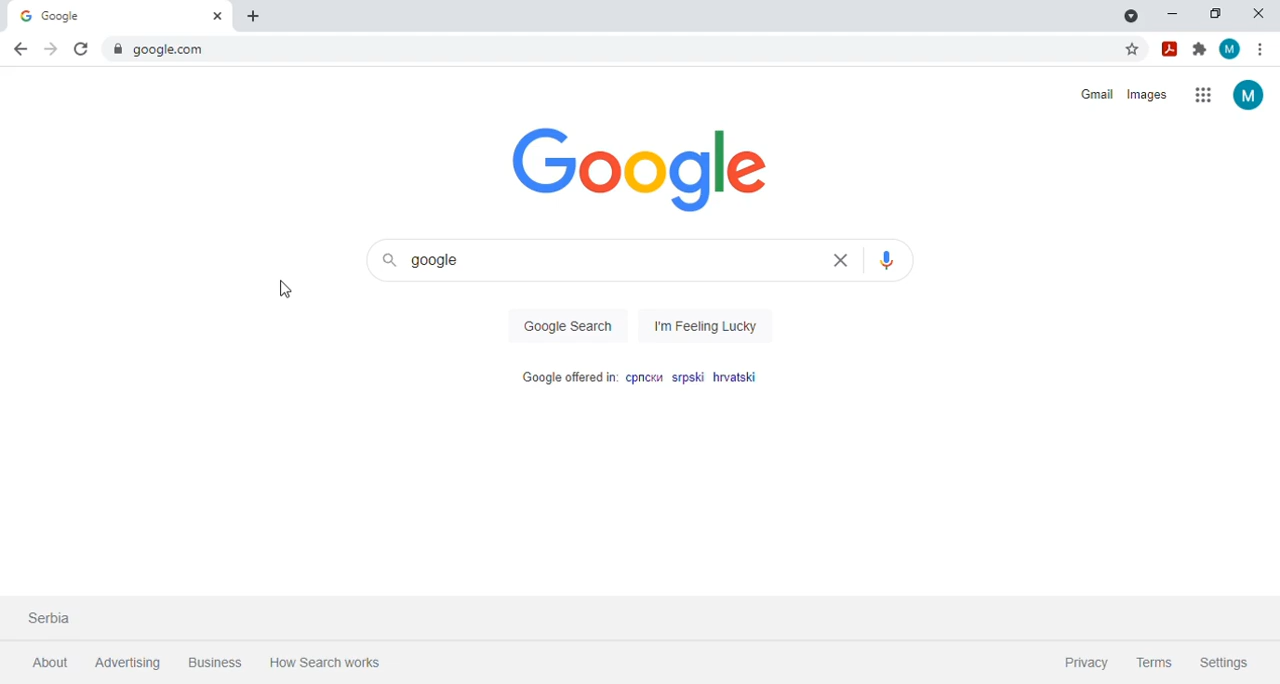 Google
google.com
M
Gmail Images M
Google
google
Google Search I'm Feeling Lucky
Google offered in: српски srpski hrvatski
Serbia
About Advertising Business How Search works Privacy Terms Settings